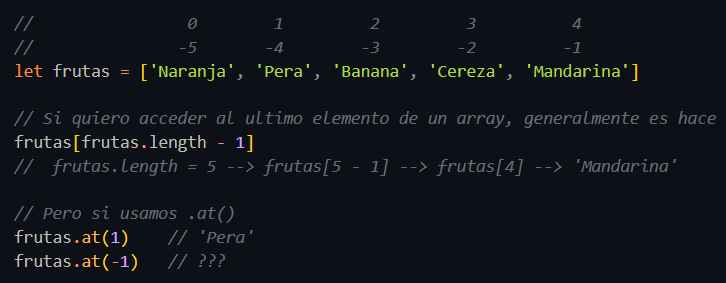 //               0       1        2        3         4
//              -5      -4       -3       -2        -1
let frutas = ['Naranja', 'Pera', 'Banana', 'Cereza', 'Mandarina']
// Si quiero acceder al ultimo elemento de un array, generalmente es hace
frutas[frutas.length - 1]
//  frutas.length = 5 --> frutas[5 - 1] --> frutas[4] --> 'Mandarina'
// Pero si usamos .at()
frutas.at(1)    // 'Pera'
frutas.at(-1)   // ???